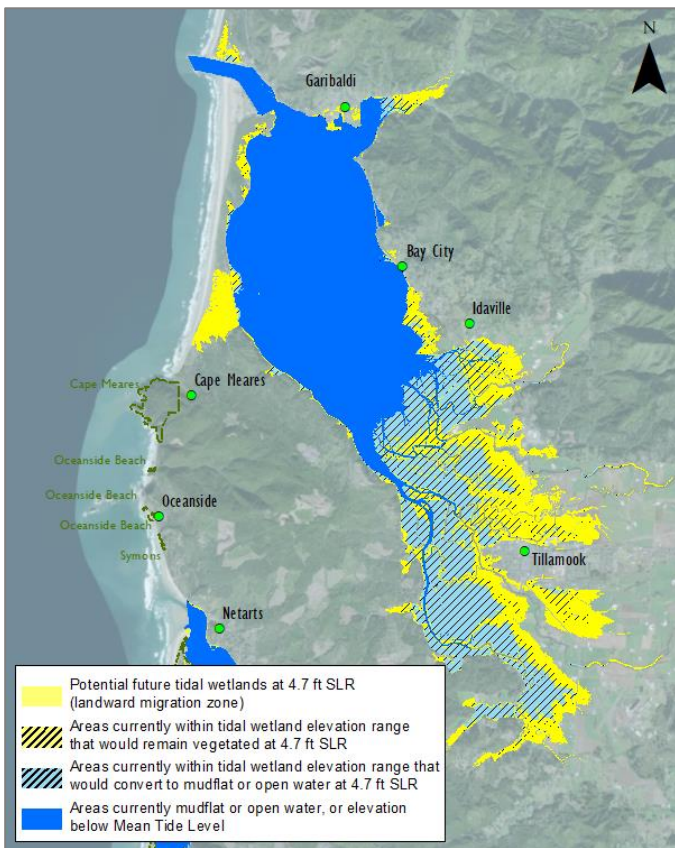 N
Garibaldi
Bay City
Idaville
Cape Meares
Cape Meares
Oceanside Beach
Oceanside Beach
Oceanside
Oceanside Beach
Tillamook
Symons
Netarts
Potential future tidal wetlands at 4.7 ft SLR
(landward migration zone)
Areas currently within tidal wetland elevation range
that would remain vegetated at 4.7 ft SLR
Areas currently within tidal wetland elevation range that
would convert to mudflat or open water at 4.7 ft SLR
Areas currently mudflat or open water, or elevation
below Mean Tide Level